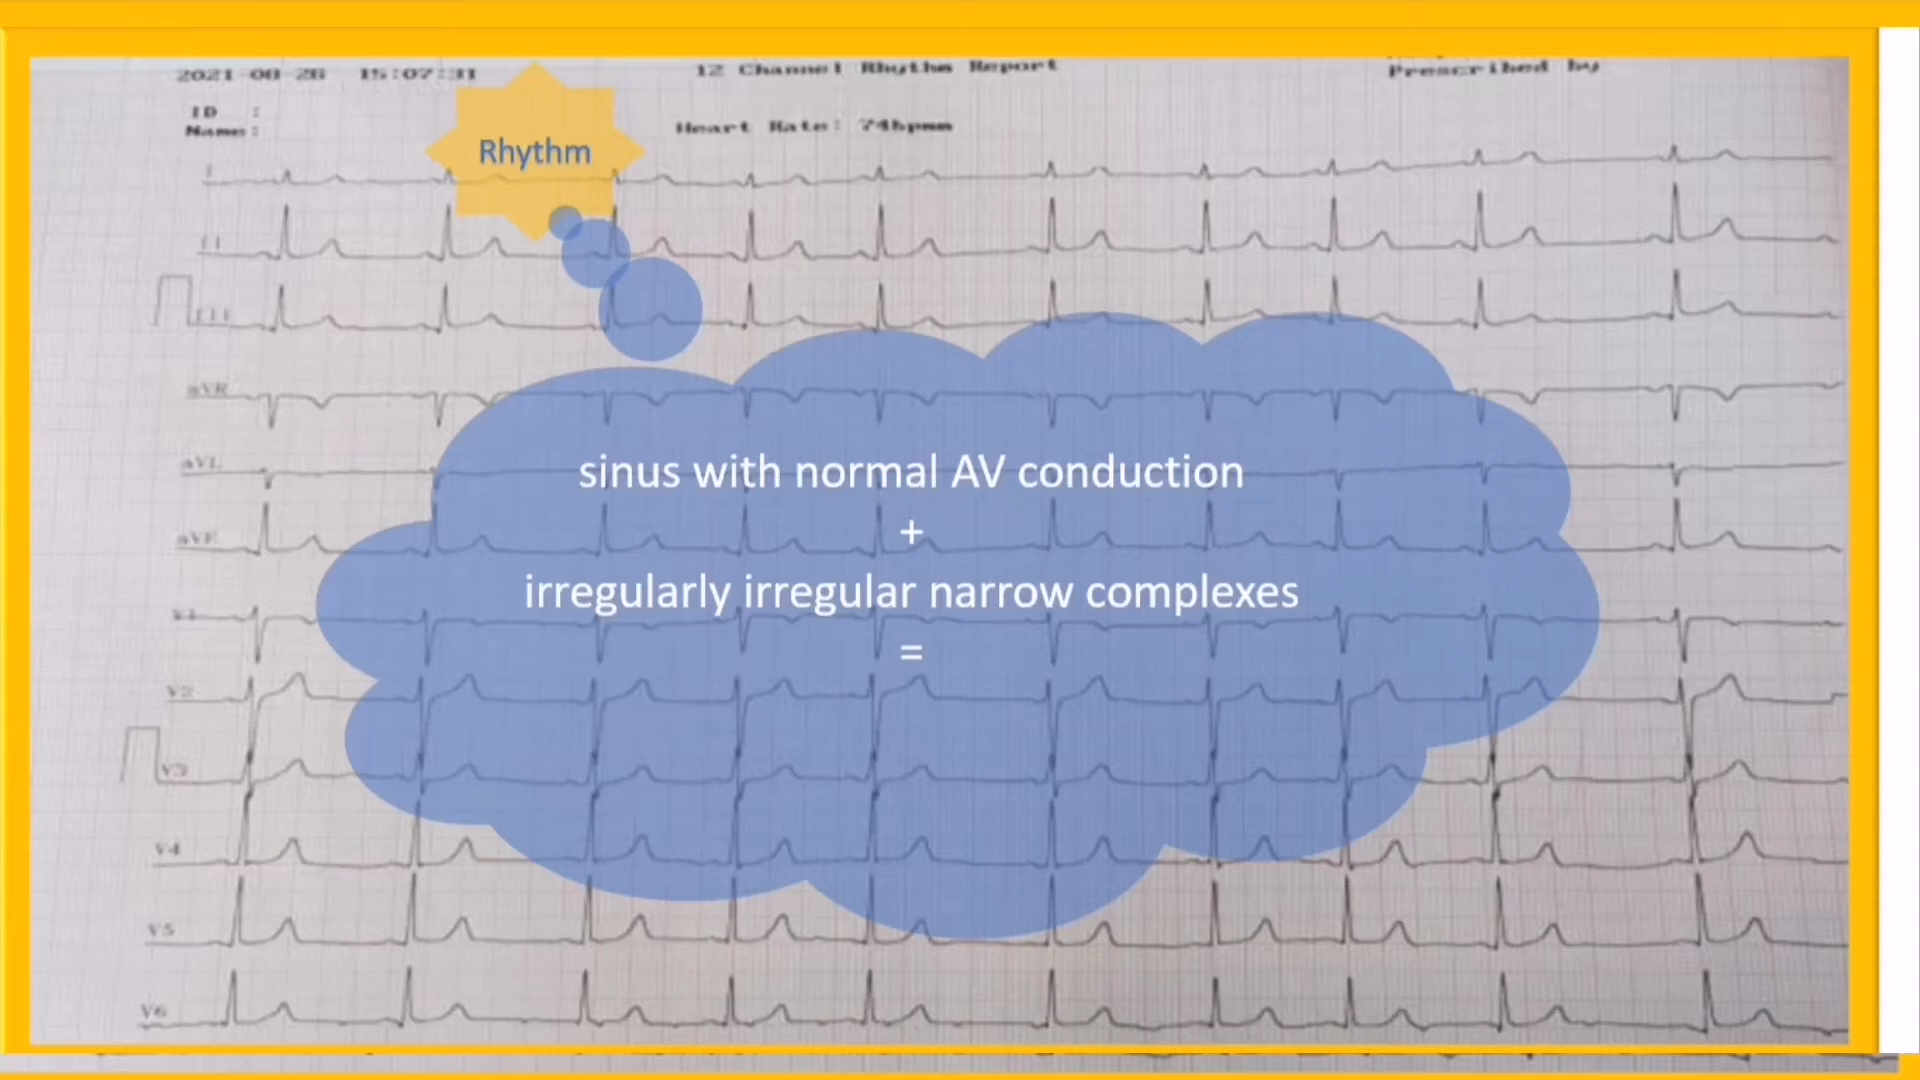 2021-08-28 15:07:31
12 Channel Rhythm Report
Prescribed by
ID :
Name:
Heart Rate: 74bpm
Rhythm
I
II
III
aVR
aVL
aVF
V1
V2
V3
V4
V5
V6
sinus with normal AV conduction
+
irregularly irregular narrow complexes
=